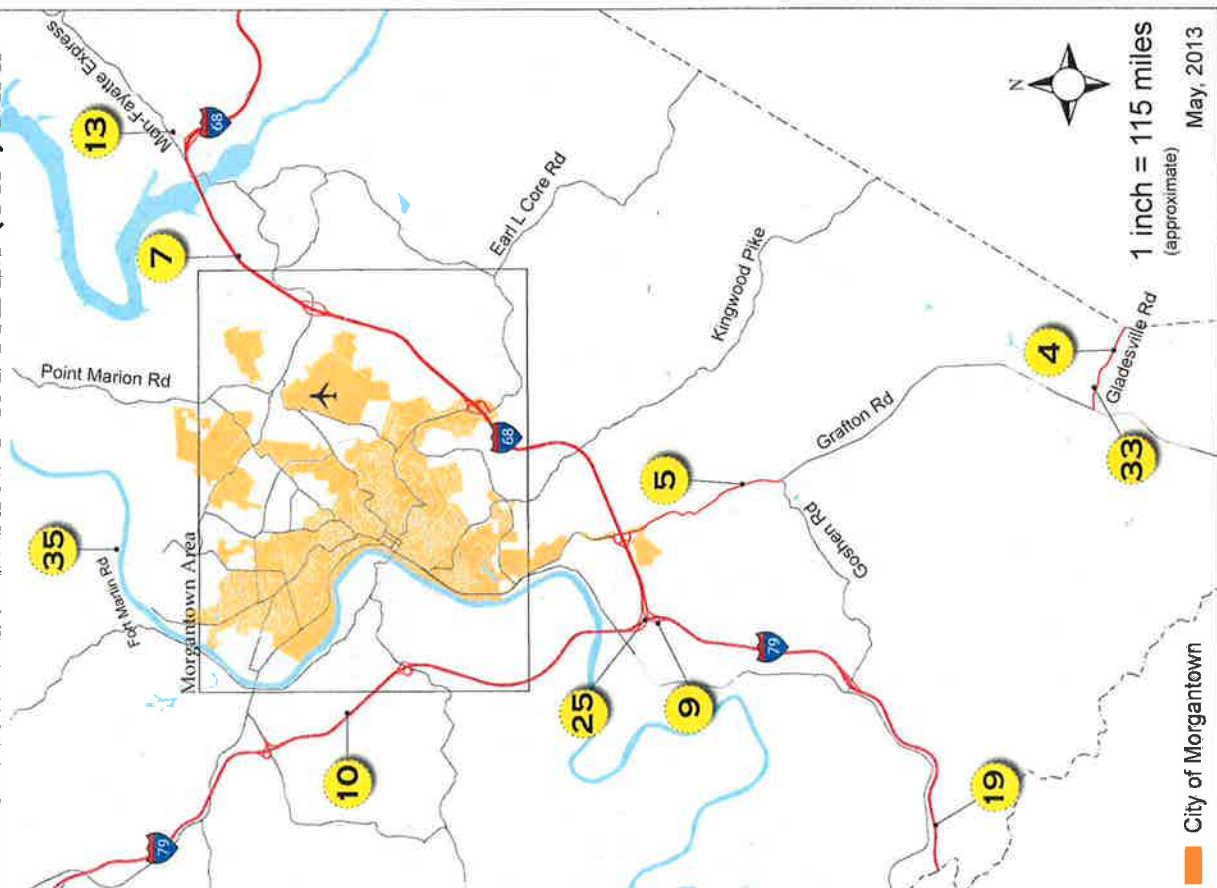 Mon-Fayette Express
13
68
7
Point Marion Rd
35
Fort Martin Rd
Morgantown Area
Earl L Core Rd
Kingwood Pike
68
79
10
5
Grafton Rd
Goshen Rd
25
9
79
19
4
33
Gladesville Rd
N
1 inch = 115 miles
(approximate)
May, 2013
City of Morgantown